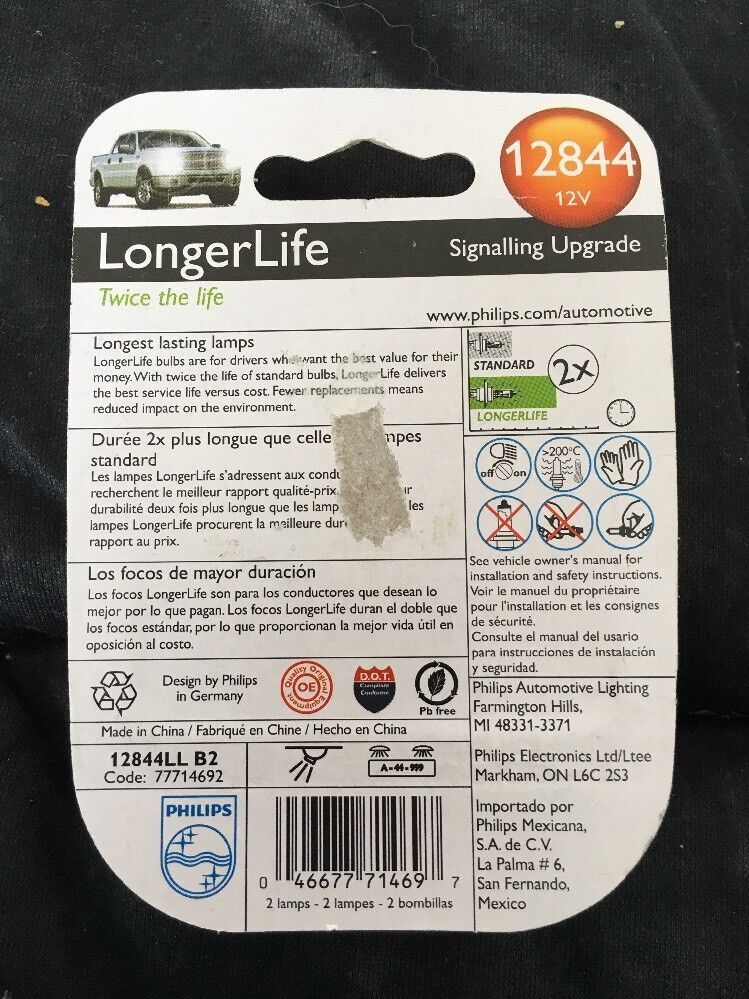 12844
12V
LongerLife
Signalling Upgrade
Twice the life
www.philips.com/automotive
Longest lasting lamps
LongerLife bulbs are for drivers who want the best value for their
money. With twice the life of standard bulbs, LongerLife delivers
the best service life versus cost. Fewer replacements means
reduced impact on the environment.
STANDARD
2x
LONGERLIFE
Durée 2x plus longue que celle mpes
standard
Les lampes LongerLife s'adressent aux condu
recherchent le meilleur rapport qualité-prix. r
durabilité deux fois plus longue que les lamp les
lampes LongerLife procurent la meilleure dur
rapport au prix.
off on
>200°C
Los focos de mayor duración
Los focos LongerLife son para los conductores que desean lo
mejor por lo que pagan. Los focos LongerLife duran el doble que
los focos estándar, por lo que proporcionan la mejor vida útil en
oposición al costo.
See vehicle owner's manual for
installation and safety instructions.
Voir le manuel du propriétaire
pour l'installation et les consignes
de sécurité.
Consulte el manual del usario
para instrucciones de instalación
y seguridad.
Design by Philips
in Germany
Quality Original Equipment
OE
D.O.T.
Compliant
Conforme
Pb free
Made in China / Fabriqué en Chine / Hecho en China
12844LL B2
Code: 77714692
A-44-999
Philips Automotive Lighting
Farmington Hills,
MI 48331-3371
Philips Electronics Ltd/Ltee
Markham, ON L6C 2S3
Importado por
Philips Mexicana,
S.A. de C.V.
La Palma # 6,
San Fernando,
Mexico
PHILIPS
0 46677 71469 7
2 lamps - 2 lampes - 2 bombillas